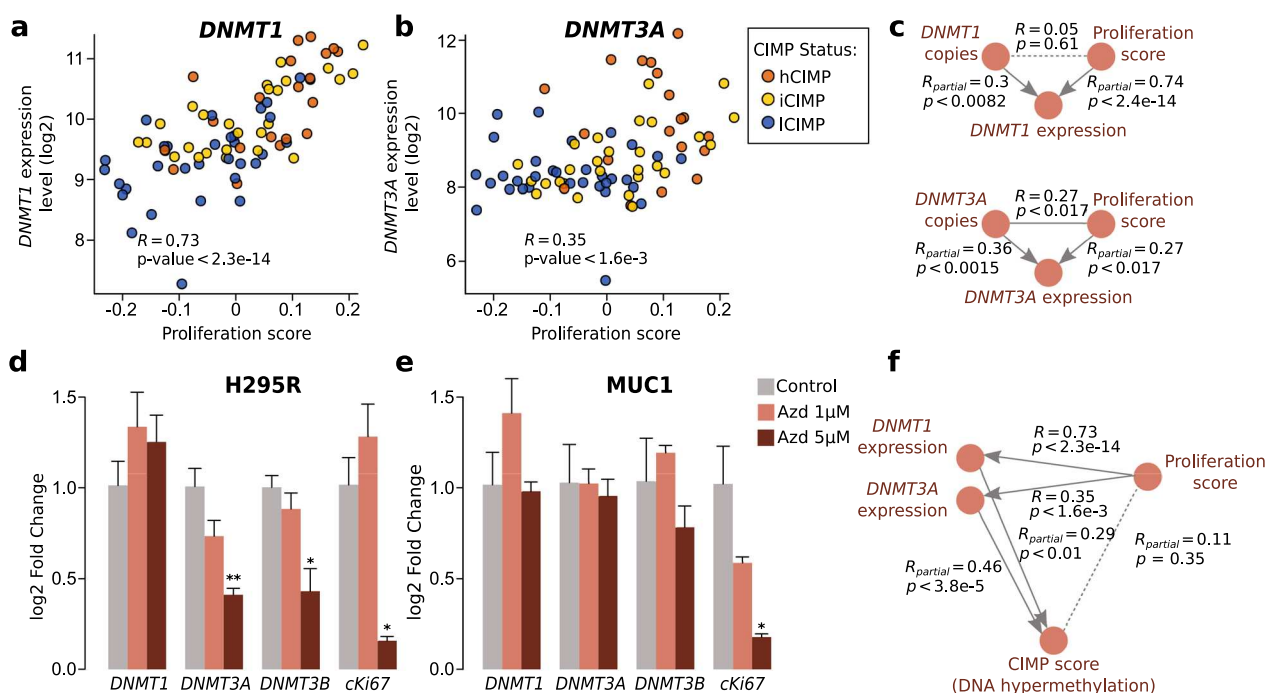 a
DNMT1
11
10
9
8
DNMT1 expression
level (log2)
R = 0.73
p-value < 2.3e-14
-0.2
-0.1
0
0.1
0.2
Proliferation score
b
DNMT3A
12
10
8
6
DNMT3A expression
level (log2)
R = 0.35
p-value < 1.6e-3
-0.2
-0.1
0
0.1
0.2
Proliferation score
CIMP Status:
hCIMP
iCIMP
lCIMP
c
DNMT1
copies
R = 0.05
p = 0.61
Proliferation
score
Rpartial = 0.3
p < 0.0082
Rpartial = 0.74
p < 2.4e-14
DNMT1 expression
DNMT3A
copies
R = 0.27
p < 0.017
Proliferation
score
Rpartial = 0.36
p < 0.0015
Rpartial = 0.27
p < 0.017
DNMT3A expression
d
H295R
1.5
1.0
0.5
0.0
log2 Fold Change
**
*
*
DNMT1
DNMT3A
DNMT3B
cKi67
e
MUC1
1.5
1.0
0.5
0.0
log2 Fold Change
*
DNMT1
DNMT3A
DNMT3B
cKi67
Control
Azd 1μM
Azd 5μM
f
DNMT1
expression
R = 0.73
p < 2.3e-14
Proliferation
score
DNMT3A
expression
R = 0.35
p < 1.6e-3
Rpartial = 0.29
p < 0.01
Rpartial = 0.11
p = 0.35
Rpartial = 0.46
p < 3.8e-5
CIMP score
(DNA hypermethylation)